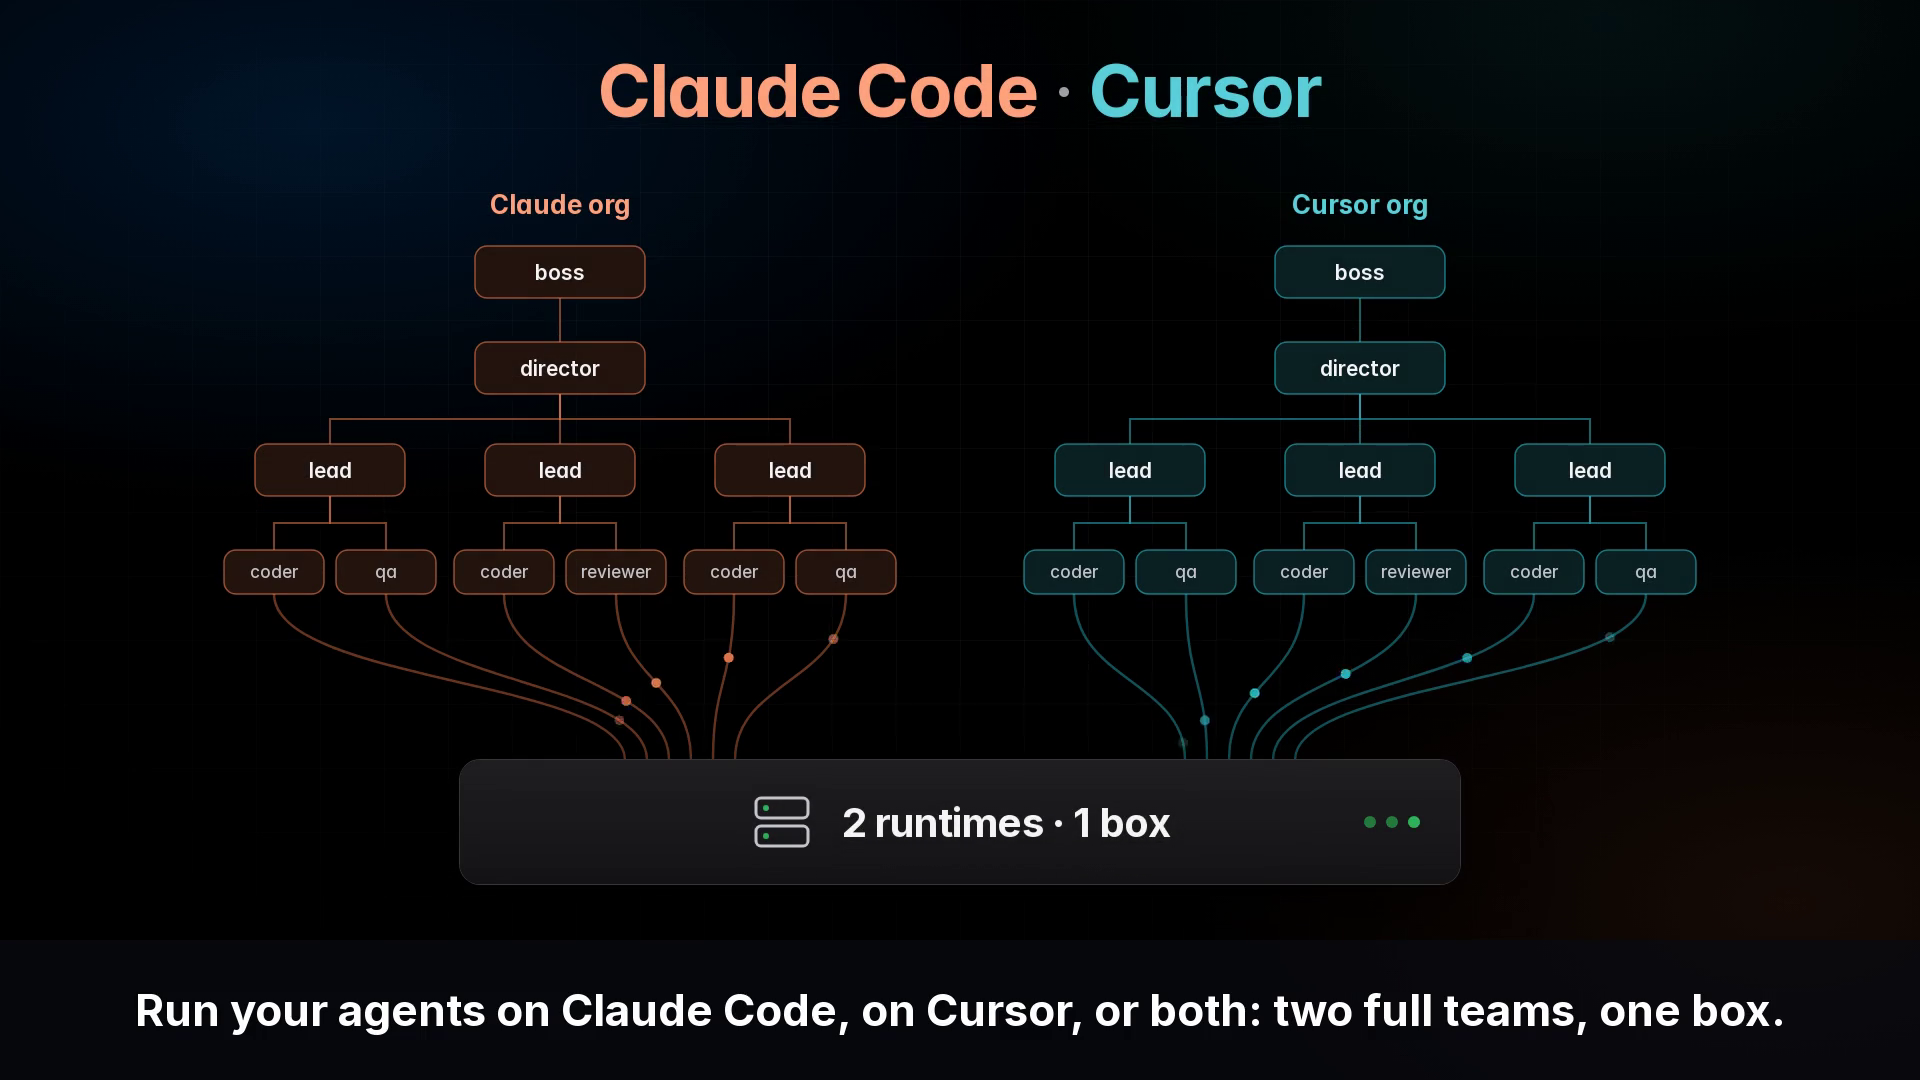 Claude Code · Cursor
Claude org
Cursor org
boss
boss
director
director
lead
lead
lead
lead
lead
lead
coder
qa
coder
reviewer
coder
qa
coder
qa
coder
reviewer
coder
qa
2 runtimes · 1 box
Run your agents on Claude Code, on Cursor, or both: two full teams, one box.